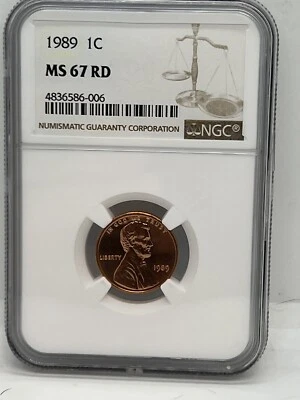 1989 1C
MS 67 RD
4836586-006
NUMISMATIC GUARANTY CORPORATION
NGC®
IN GOD WE TRUST
LIBERTY
1989